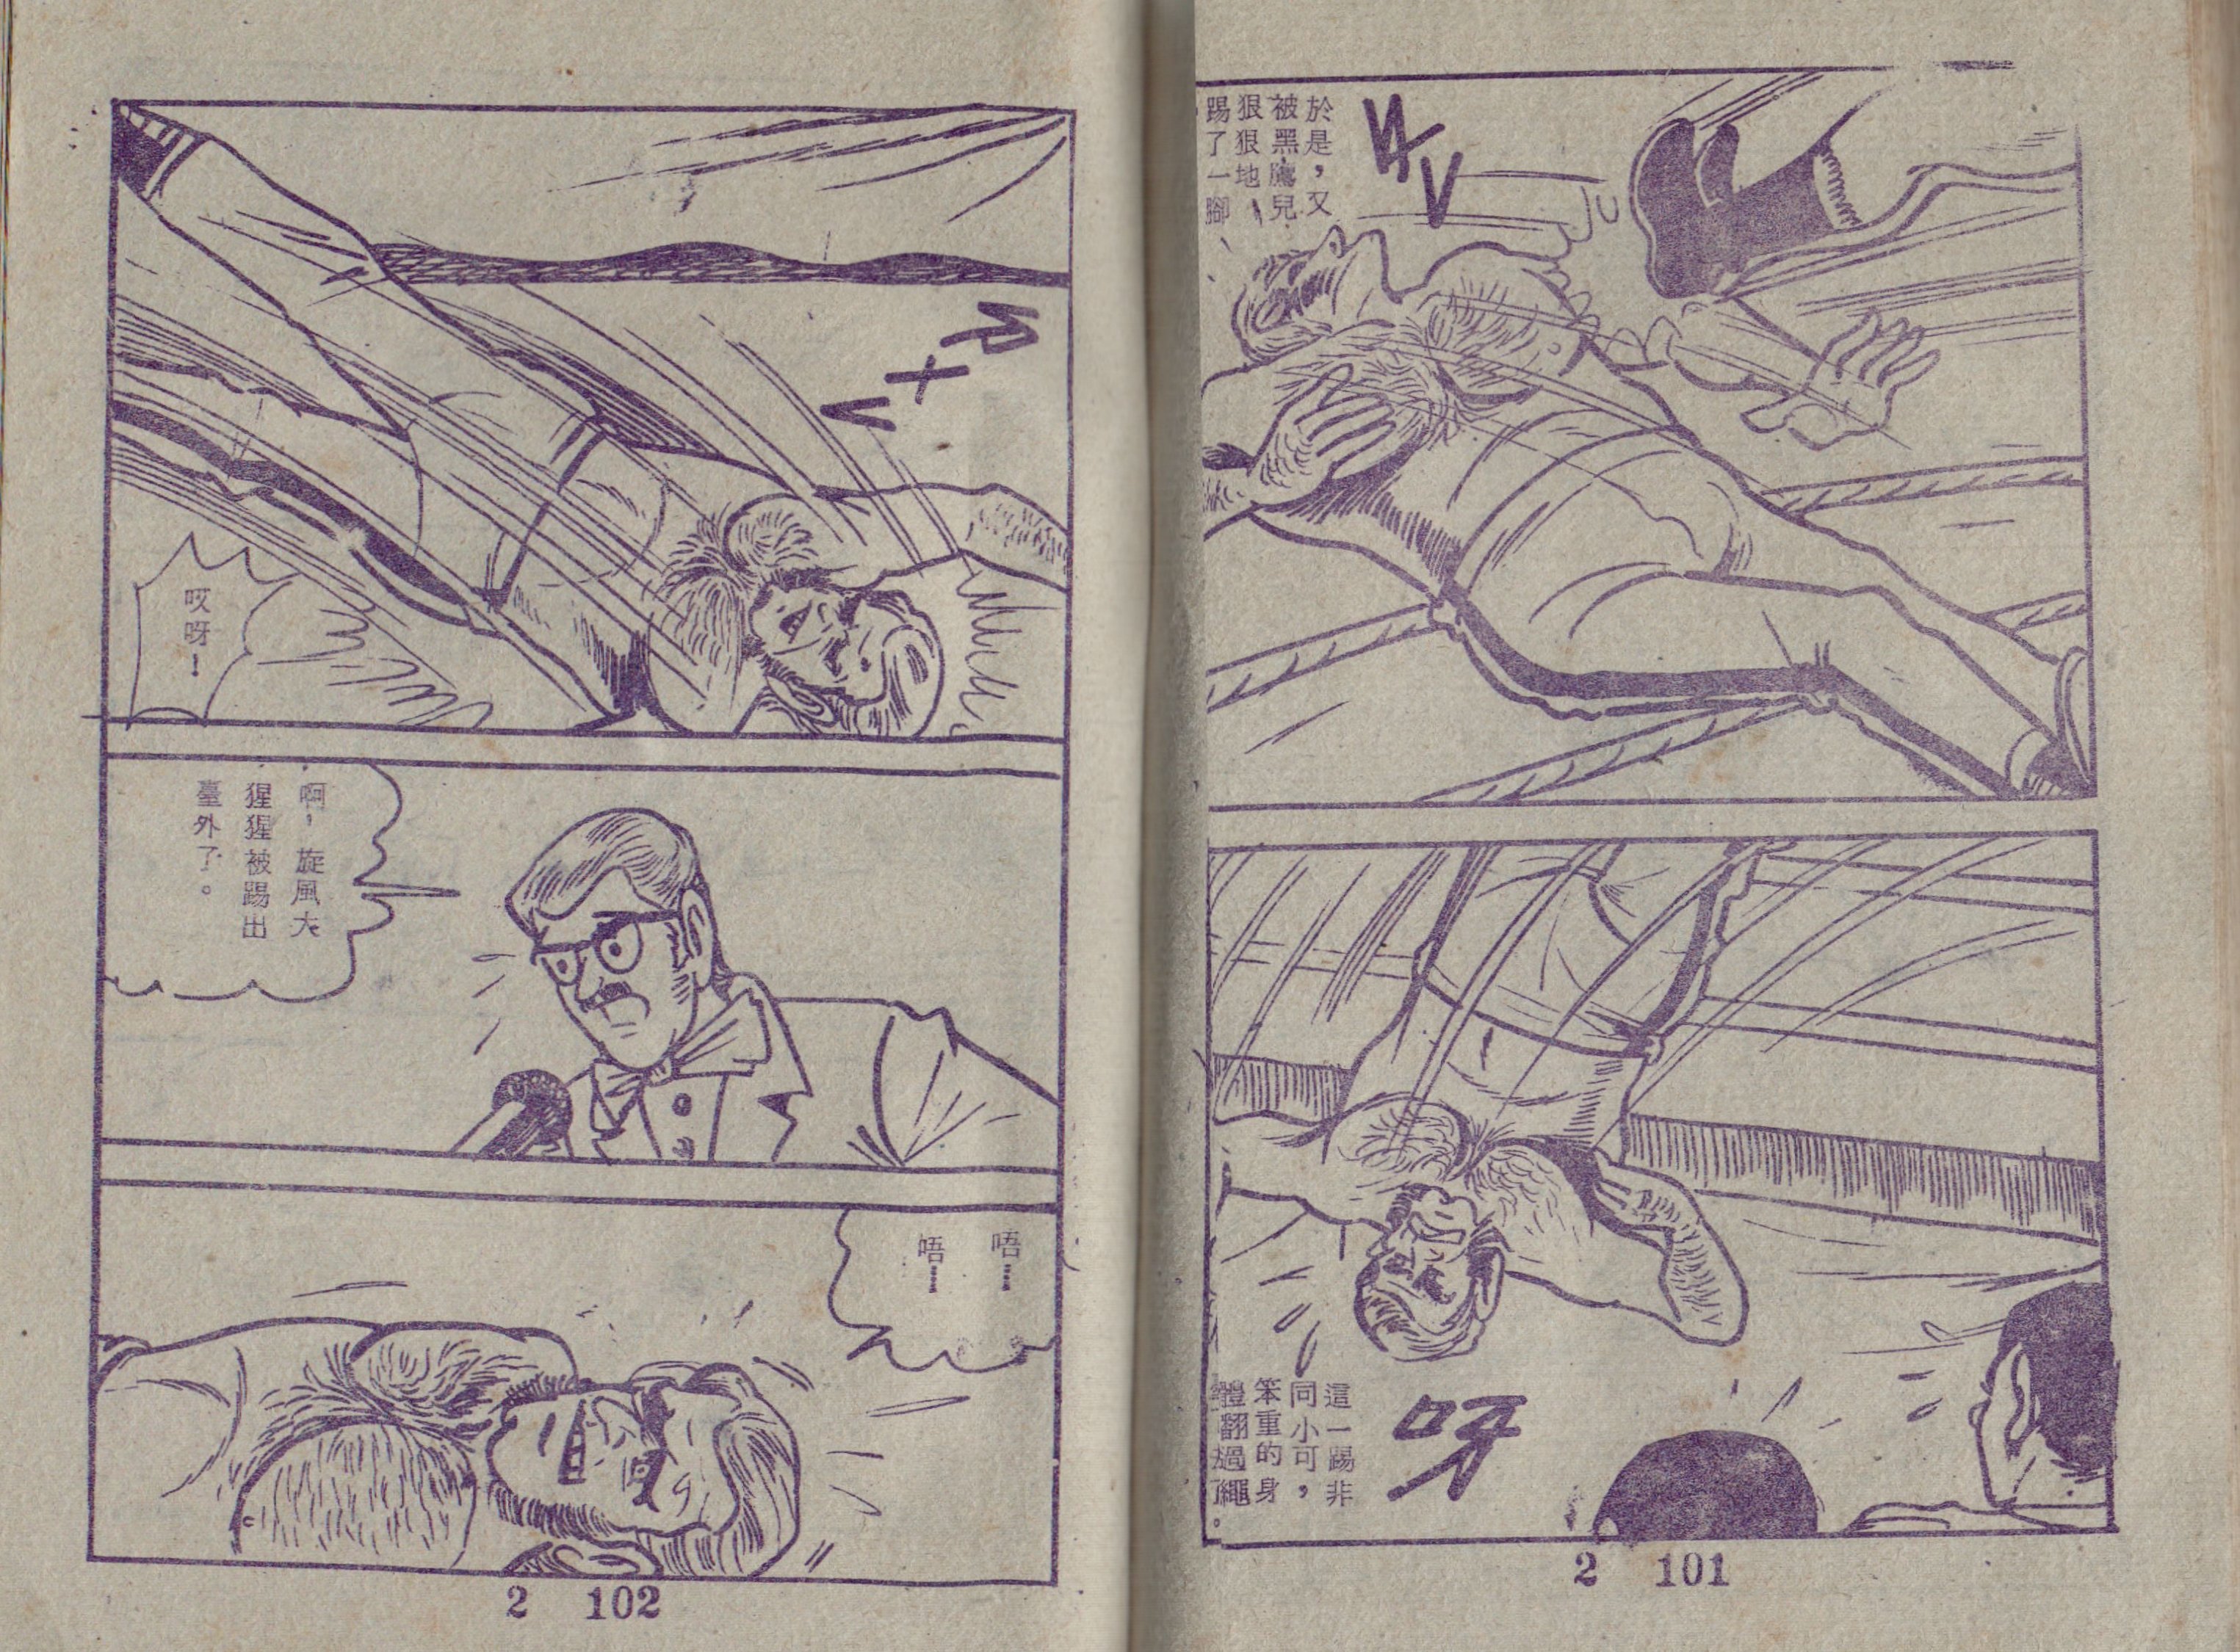 於是，又
被黑鷹兒
狠狠地
踢了一腳
這一踢非
同小可，
笨重的身
體翻過了繩
。
呀
2 101
哎呀！
啊，旋風大
猩猩被踢出
臺外了。
唔⋯
唔⋯
2 102